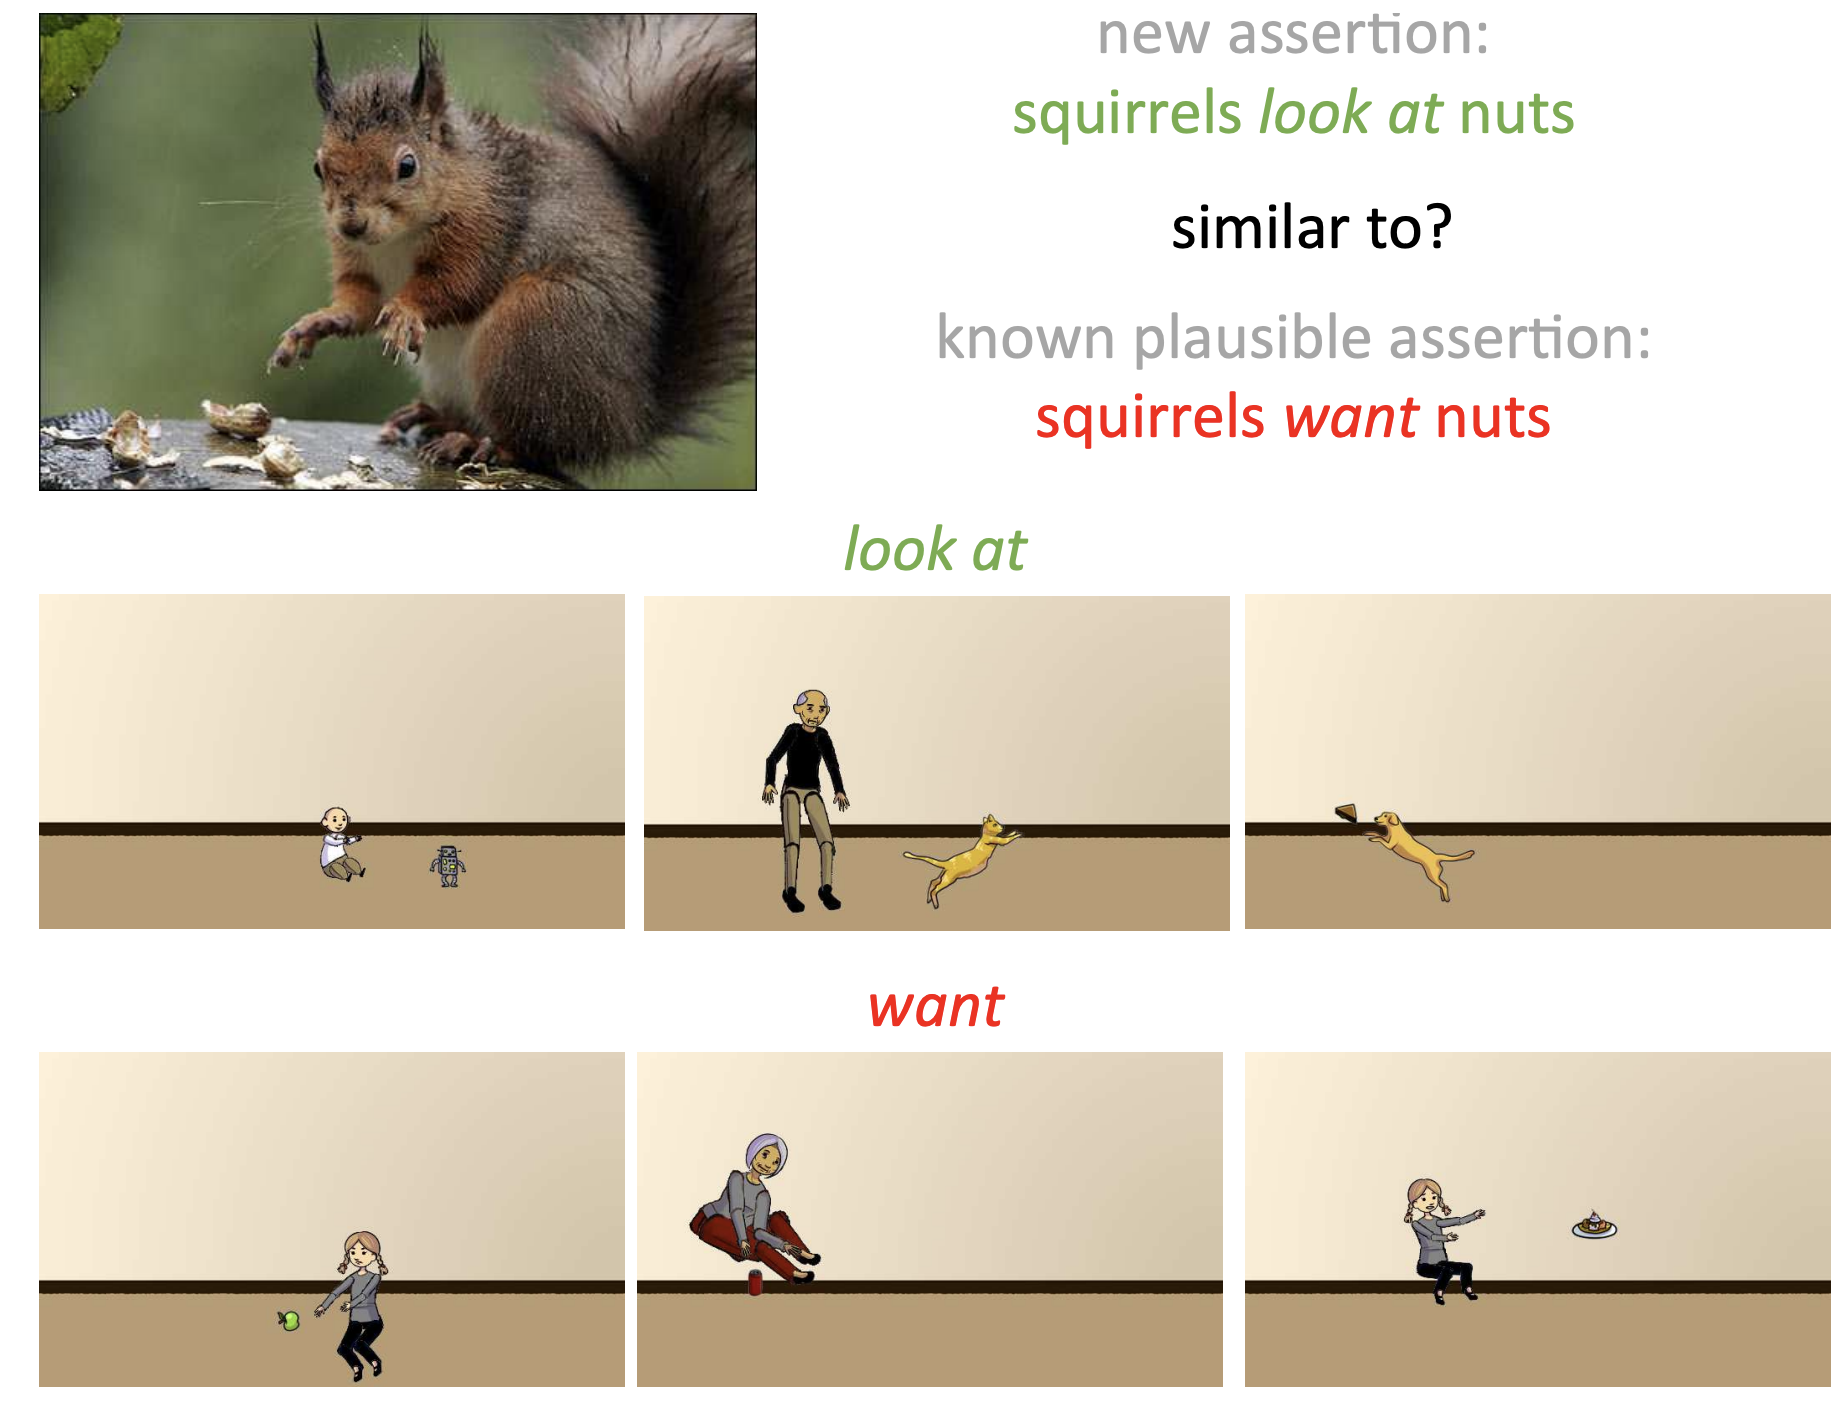 new assertion:
squirrels look at nuts
similar to?
known plausible assertion:
squirrels want nuts
look at
want